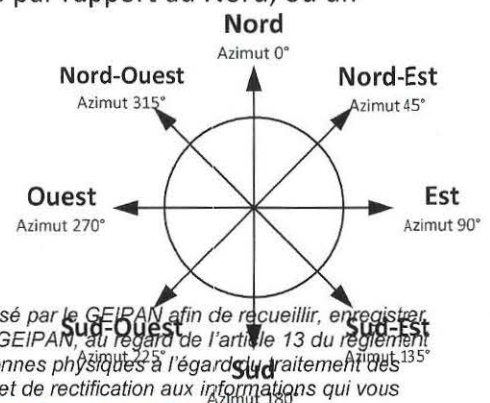 par rapport au Nord, ou un
Nord
Azimut 0°
Nord-Ouest
Azimut 315°
Nord-Est
Azimut 45°
Ouest
Azimut 270°
Est
Azimut 90°
sé par le GEIPAN afin de recueillir, enregistrer,
Sud-Ouest
Sud-Est
GEIPAN, au regard de l'article 13 du règlement
Azimut 225°
Azimut 135°
onnes physiques à l'égard du traitement des
Sud
et de rectification aux informations qui vous
Azimut 180°